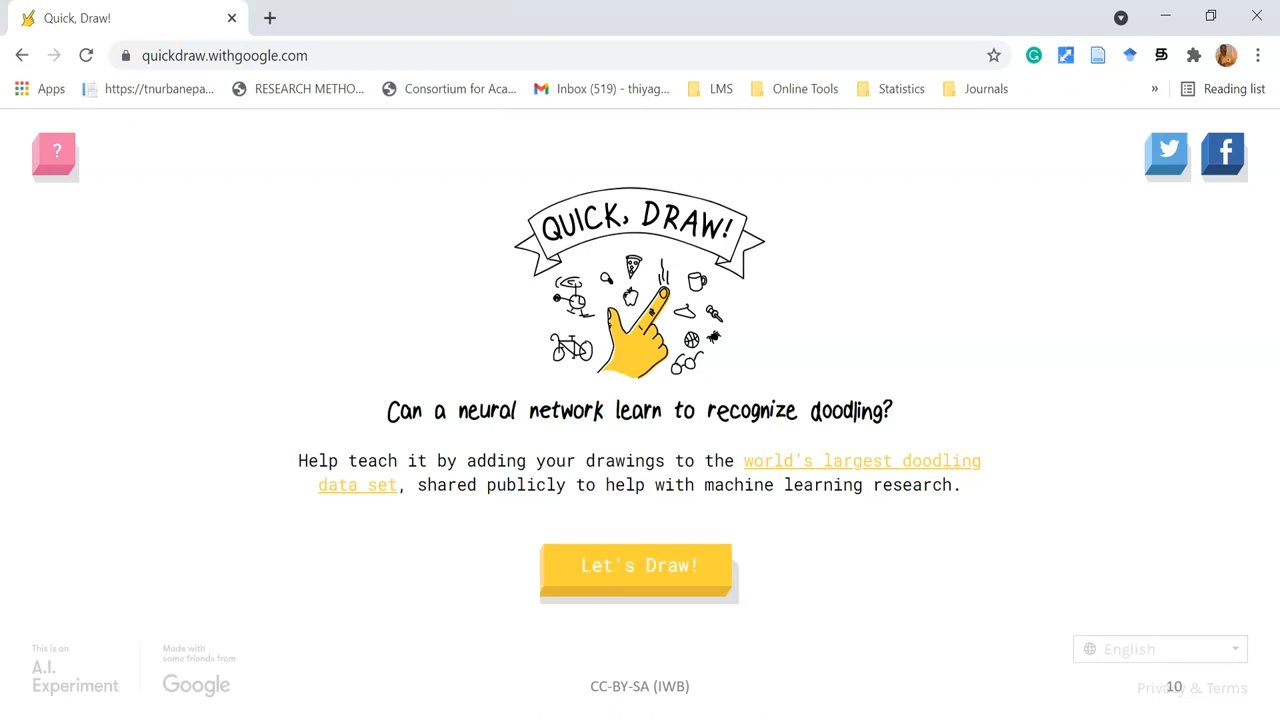 Quick, Draw!
quickdraw.withgoogle.com
Apps https://tnurbanepa... RESEARCH METHO... Consortium for Aca... Inbox (519) - thiyag... LMS Online Tools Statistics Journals » Reading list
?
QUICK, DRAW!
Can a neural network learn to recognize doodling?
Help teach it by adding your drawings to the world's largest doodling
data set, shared publicly to help with machine learning research.
Let's Draw!
This is an
A.I.
Experiment
Made with
some friends from
Google
CC-BY-SA (IWB)
English
Privacy & Terms
10